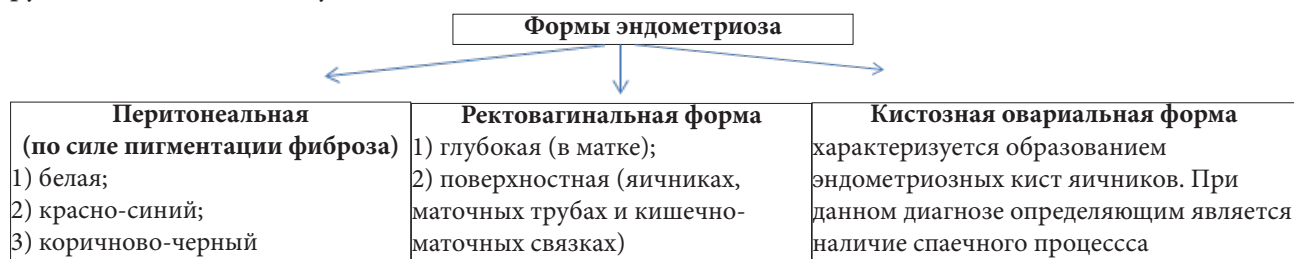 Формы эндометриоза
Перитонеальная
(по силе пигментации фиброза)
1) белая;
2) красно-синий;
3) коричново-черный
Ректовагинальная форма
1) глубокая (в матке);
2) поверхностная (яичниках,
маточных трубах и кишечно-
маточных связках)
Кистозная овариальная форма
характеризуется образованием
эндометриозных кист яичников. При
данном диагнозе определяющим является
наличие спаечного процессса